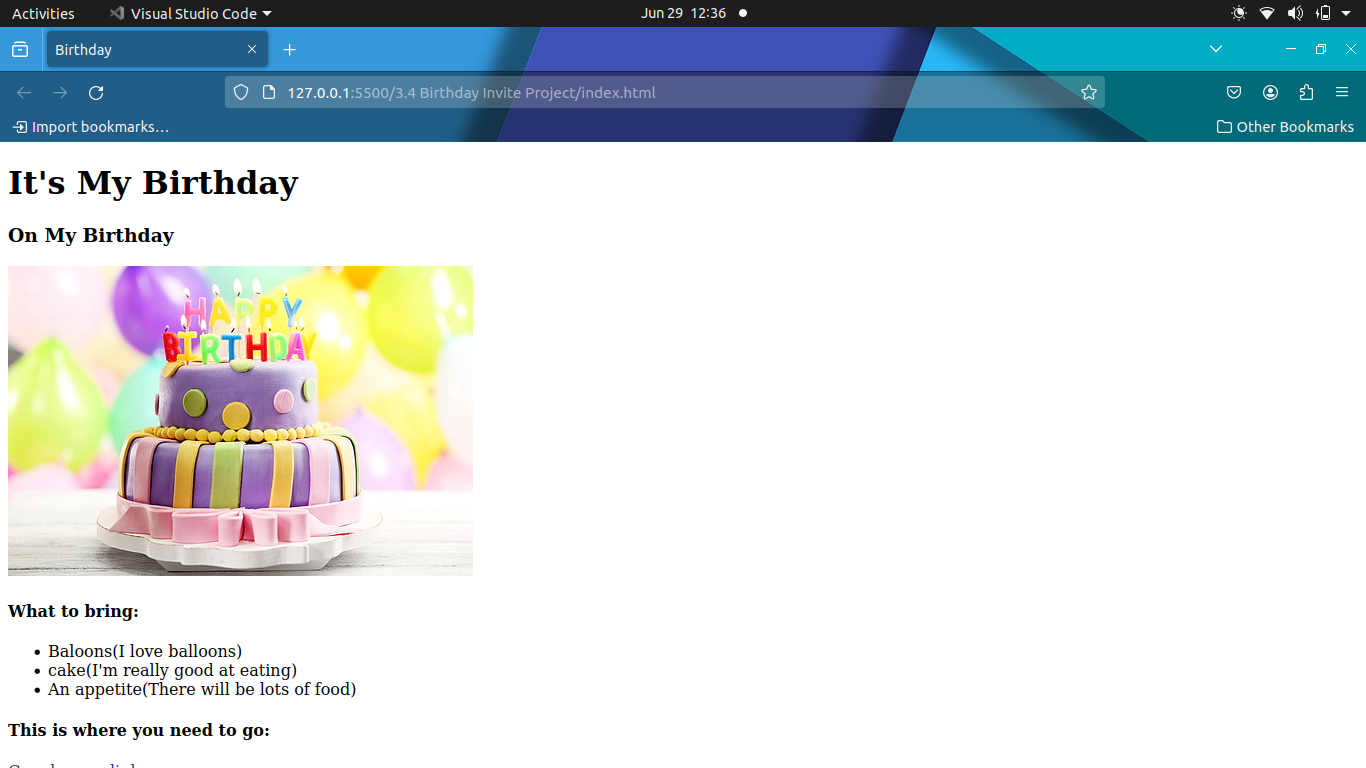 Activities Visual Studio Code Jun 29 12:36
Birthday
127.0.0.1:5500/3.4 Birthday Invite Project/index.html
Import bookmarks… Other Bookmarks
It's My Birthday
On My Birthday
HAPPY
BIRTHDAY
What to bring:
Baloons(I love balloons)
cake(I'm really good at eating)
An appetite(There will be lots of food)
This is where you need to go: